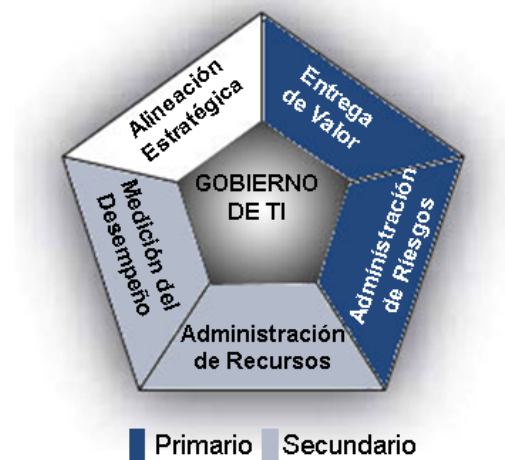 Alineación
Estratégica
Entrega
de Valor
GOBIERNO
DE TI
Medición del
Desempeño
Administración
de Riesgos
Administración
de Recursos
Primario Secundario